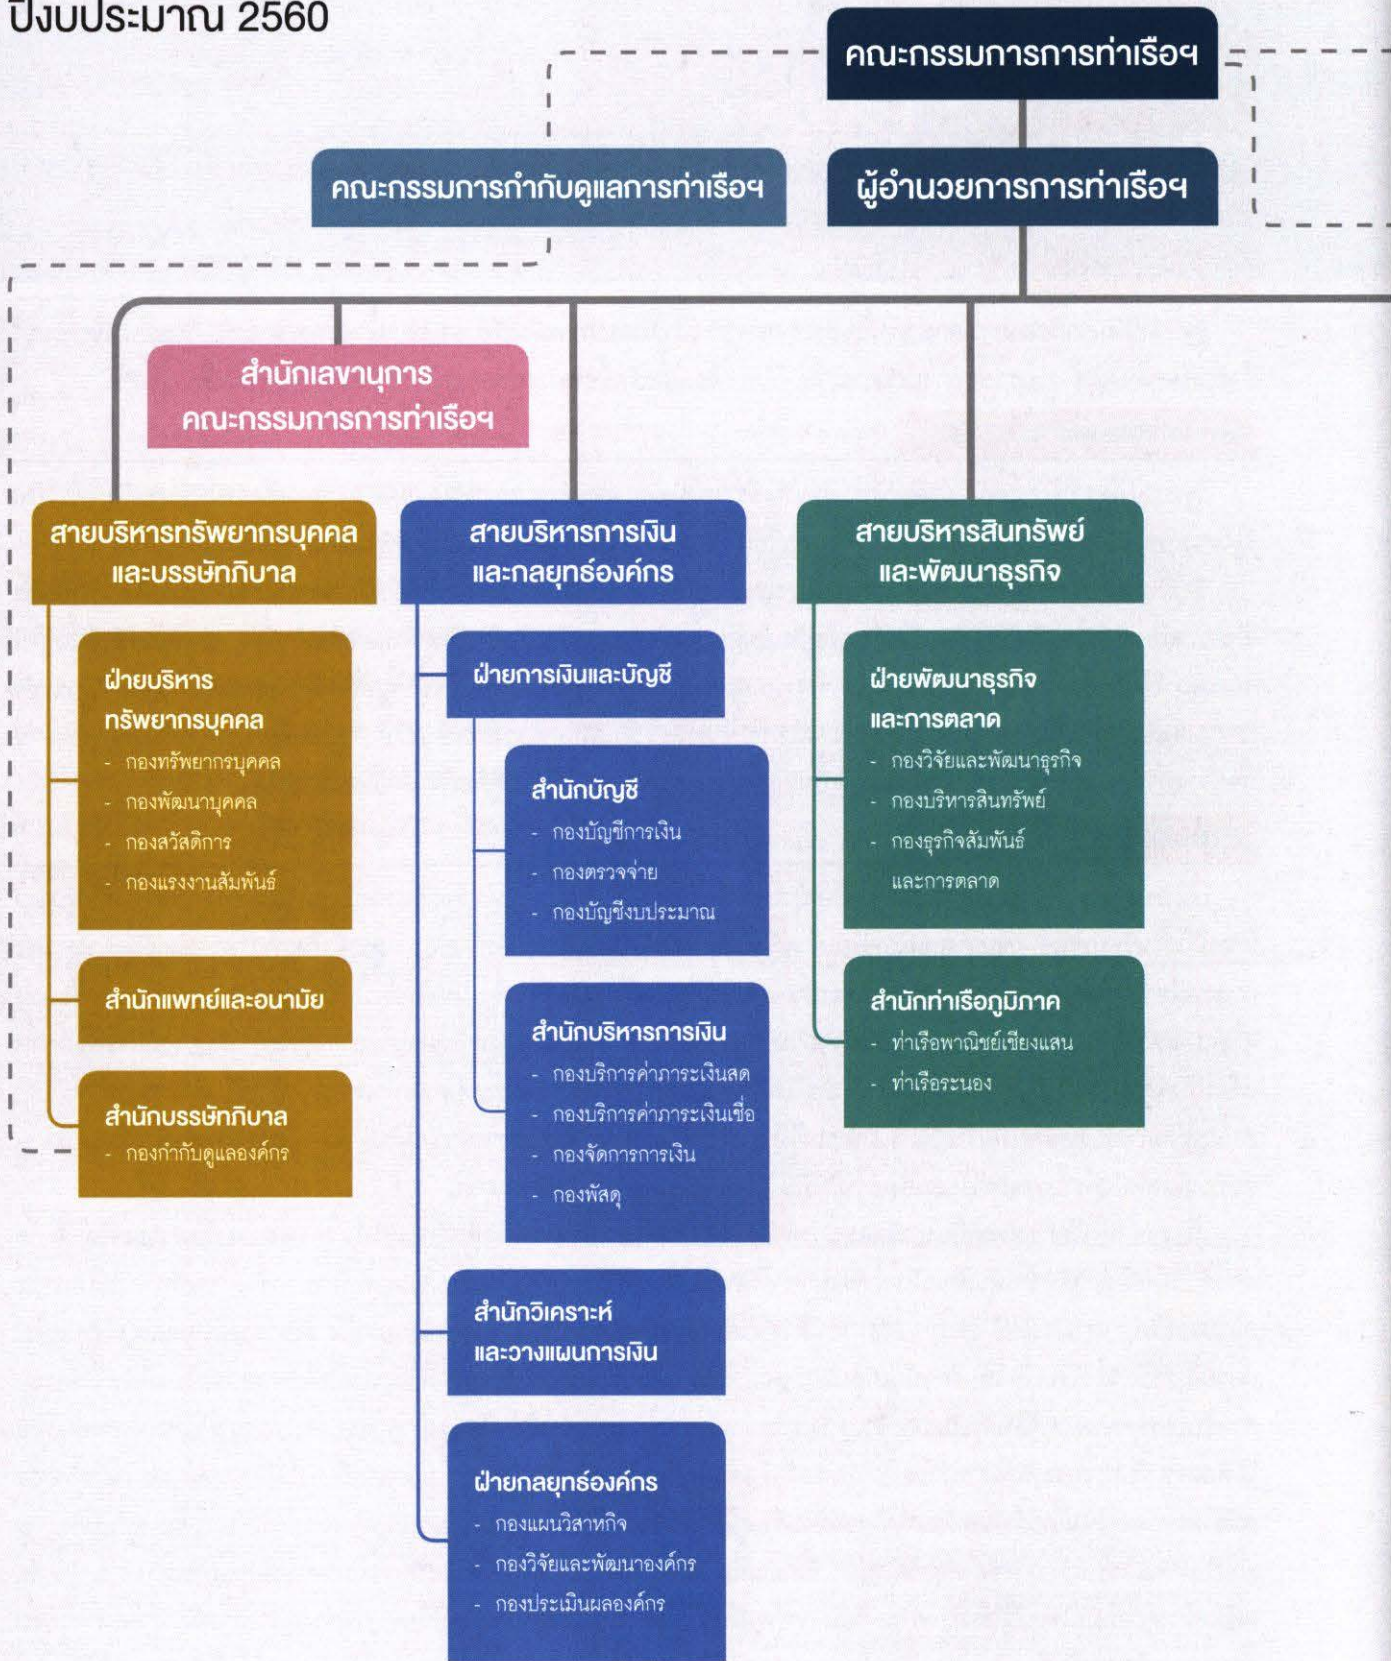 ปีงบประมาณ 2560
คณะกรรมการการท่าเรือฯ
คณะกรรมการกำกับดูแลการท่าเรือฯ
ผู้อำนวยการการท่าเรือฯ
สำนักเลขานุการ
คณะกรรมการการท่าเรือฯ
สายบริหารทรัพยากรบุคคล
และบรรษัทภิบาล
ฝ่ายบริหาร
ทรัพยากรบุคคล
- กองทรัพยากรบุคคล
- กองพัฒนาบุคคล
- กองสวัสดิการ
- กองแรงงานสัมพันธ์
สำนักแพทย์และอนามัย
สำนักบรรษัทภิบาล
- กองกำกับดูแลองค์กร
สายบริหารการเงิน
และกลยุทธ์องค์กร
ฝ่ายการเงินและบัญชี
สำนักบัญชี
- กองบัญชีการเงิน
- กองตรวจจ่าย
- กองบัญชีงบประมาณ
สำนักบริหารการเงิน
- กองบริการค่าภาระเงินสด
- กองบริการค่าภาระเงินเชื่อ
- กองจัดการการเงิน
- กองพัสดุ
สำนักวิเคราะห์
และวางแผนการเงิน
ฝ่ายกลยุทธ์องค์กร
- กองแผนวิสาหกิจ
- กองวิจัยและพัฒนาองค์กร
- กองประเมินผลองค์กร
สายบริหารสินทรัพย์
และพัฒนาธุรกิจ
ฝ่ายพัฒนาธุรกิจ
และการตลาด
- กองวิจัยและพัฒนาธุรกิจ
- กองบริหารสินทรัพย์
- กองธุรกิจสัมพันธ์
และการตลาด
สำนักท่าเรือภูมิภาค
- ท่าเรือพาณิชย์เชียงแสน
- ท่าเรือระนอง